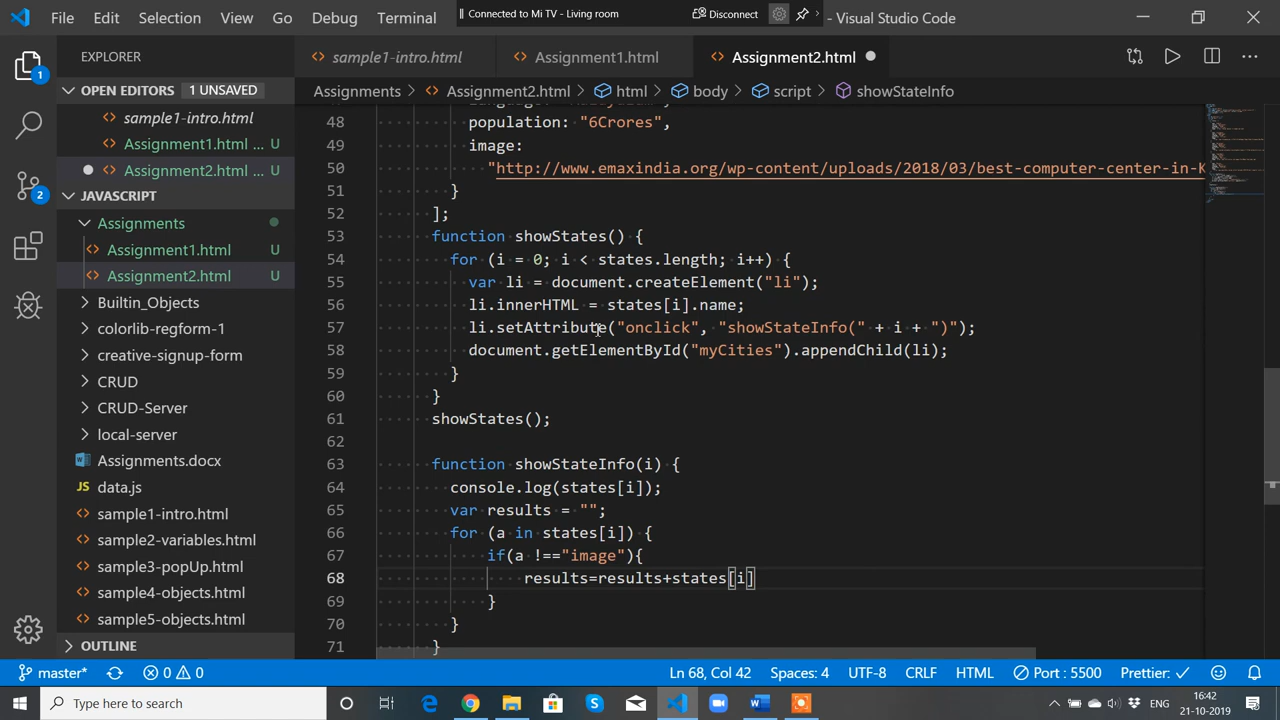 File Edit Selection View Go Debug Terminal Connected to Mi TV - Living room Disconnect - Visual Studio Code
EXPLORER
sample1-intro.html Assignment1.html Assignment2.html
OPEN EDITORS 1 UNSAVED
Assignments > Assignment2.html > html > body > script > showStateInfo
sample1-intro.html
Assignment1.html ... U
Assignment2.html ... U
JAVASCRIPT
Assignments
Assignment1.html U
Assignment2.html U
Builtin_Objects
colorlib-regform-1
creative-signup-form
CRUD
CRUD-Server
local-server
Assignments.docx
data.js
sample1-intro.html
sample2-variables.html
sample3-popUp.html
sample4-objects.html
sample5-objects.html
OUTLINE
1
2
48 population: "6Crores",
49 image:
50 "http://www.emaxindia.org/wp-content/uploads/2018/03/best-computer-center-in-K
51 }
52 ];
53 function showStates() {
54 for (i = 0; i < states.length; i++) {
55 var li = document.createElement("li");
56 li.innerHTML = states[i].name;
57 li.setAttribute("onclick", "showStateInfo(" + i + ")");
58 document.getElementById("myCities").appendChild(li);
59 }
60 }
61 showStates();
62
63 function showStateInfo(i) {
64 console.log(states[i]);
65 var results = "";
66 for (a in states[i]) {
67 if(a !=="image"){
68 results=results+states[i]
69 }
70 }
71 }
master* 0 0 Ln 68, Col 42 Spaces: 4 UTF-8 CRLF HTML Port : 5500 Prettier: ✓
Type here to search ENG 16:42
21-10-2019